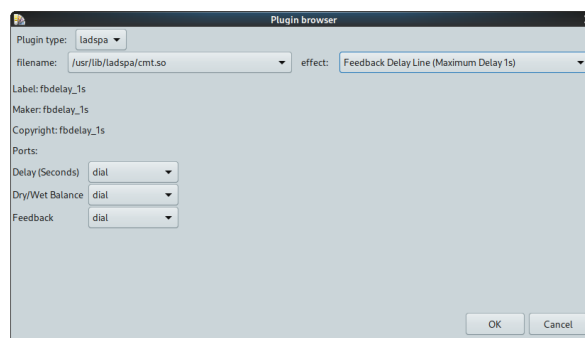 Plugin browser
Plugin type: ladspa
filename: /usr/lib/ladspa/cmt.so effect: Feedback Delay Line (Maximum Delay 1s)
Label: fbdelay_1s
Maker: fbdelay_1s
Copyright: fbdelay_1s
Ports:
Delay (Seconds) dial
Dry/Wet Balance dial
Feedback dial
OK Cancel